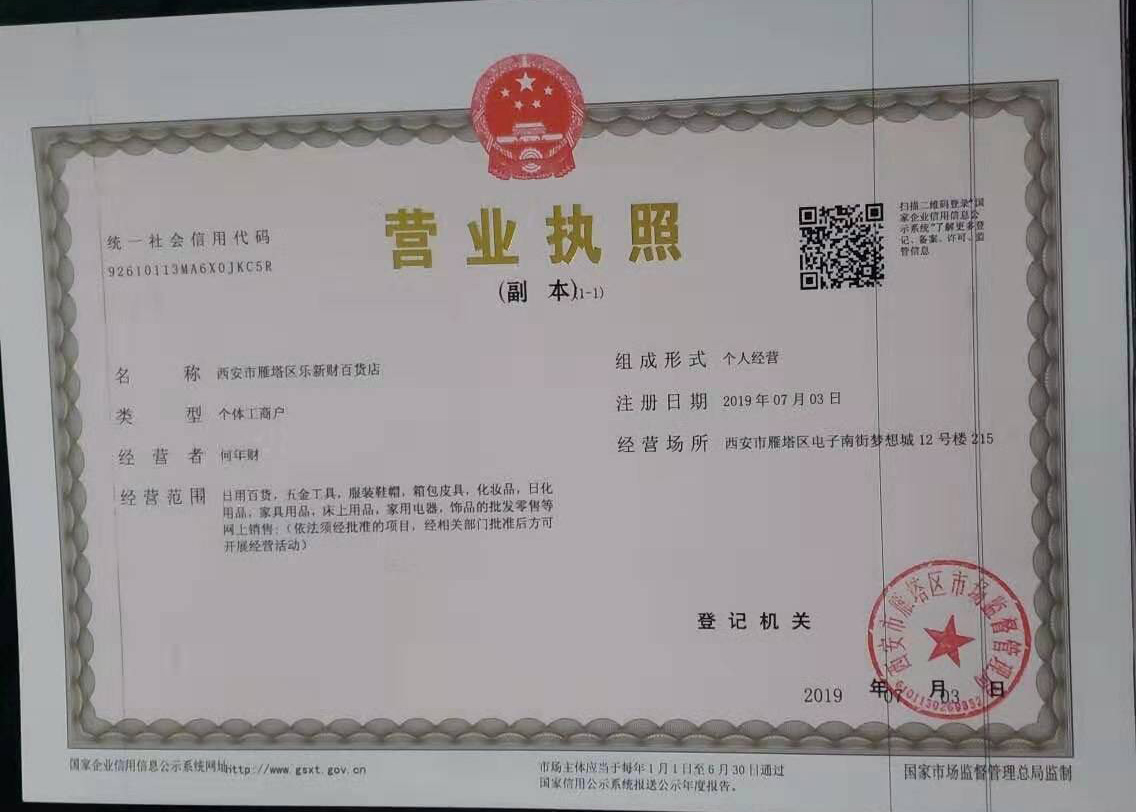 统一社会信用代码
92610113MA6X0JKC5R
营业执照
(副 本)(1-1)
扫描二维码登录"国
家企业信用信息公
示系统"了解更多登
记、备案、许可、监
管信息
名 称 西安市雁塔区乐新财百货店
类 型 个体工商户
经 营 者 何年财
经 营 范 围 日用百货，五金工具，服装鞋帽，箱包皮具，化妆品，日化
用品，家具用品，床上用品，家用电器，饰品的批发零售等
网上销售;（依法须经批准的项目，经相关部门批准后方可
开展经营活动）
组 成 形 式 个人经营
注 册 日 期 2019 年 07 月 03 日
经 营 场 所 西安市雁塔区电子南街梦想城 12 号楼 215
登 记 机 关
西安市雁塔区市场监督管理局
2019 年 07 月 03 日
国家企业信用信息公示系统网址http://www.gsxt.gov.cn
市场主体应当于每年1月1日至6月30日通过
国家信用公示系统报送公示年度报告。
国家市场监督管理总局监制